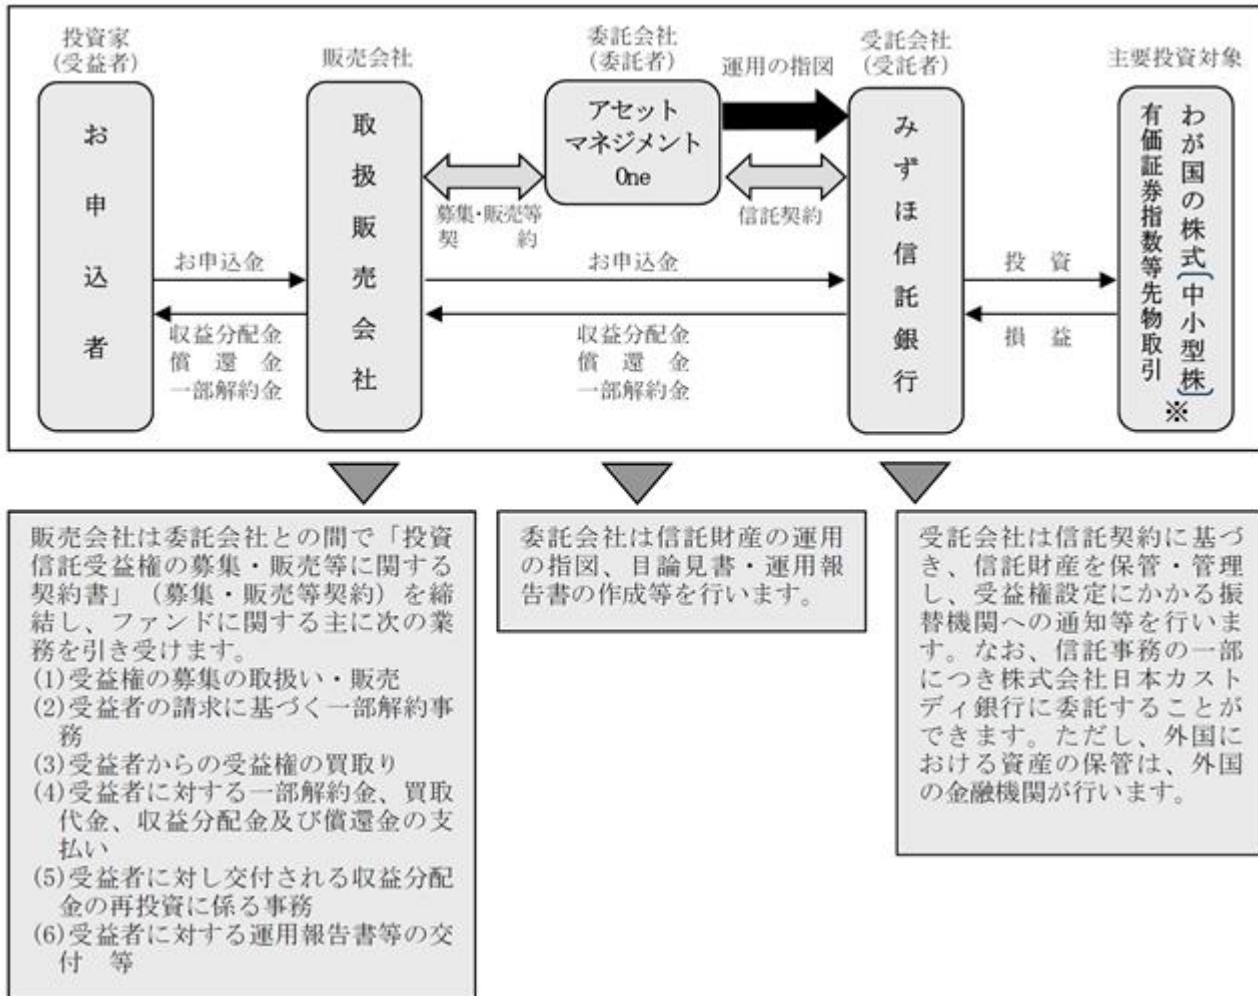 投資家
(受益者)
お申込者
販売会社
取扱販売会社
委託会社
(委託者)
アセット
マネジメント
One
運用の指図
受託会社
(受託者)
みずほ信託銀行
主要投資対象
わが国の株式(中小型株)
有価証券指数等先物取引
※
募集・販売等
契　　約
信託契約
お申込金
収益分配金
償　還　金
一部解約金
お申込金
収益分配金
償　還　金
一部解約金
投　資
損　益
販売会社は委託会社との間で「投資
信託受益権の募集・販売等に関する
契約書」（募集・販売等契約）を締
結し、ファンドに関する主に次の業
務を引き受けます。
(1)受益権の募集の取扱い・販売
(2)受益者の請求に基づく一部解約事
務
(3)受益者からの受益権の買取り
(4)受益者に対する一部解約金、買取
代金、収益分配金及び償還金の支
払い
(5)受益者に対し交付される収益分配
金の再投資に係る事務
(6)受益者に対する運用報告書等の交
付　等
委託会社は信託財産の運用
の指図、目論見書・運用報
告書の作成等を行います。
受託会社は信託契約に基づ
き、信託財産を保管・管理
し、受益権設定にかかる振
替機関への通知等を行いま
す。なお、信託事務の一部
につき株式会社日本カスト
ディ銀行に委託することが
できます。ただし、外国に
おける資産の保管は、外国
の金融機関が行います。